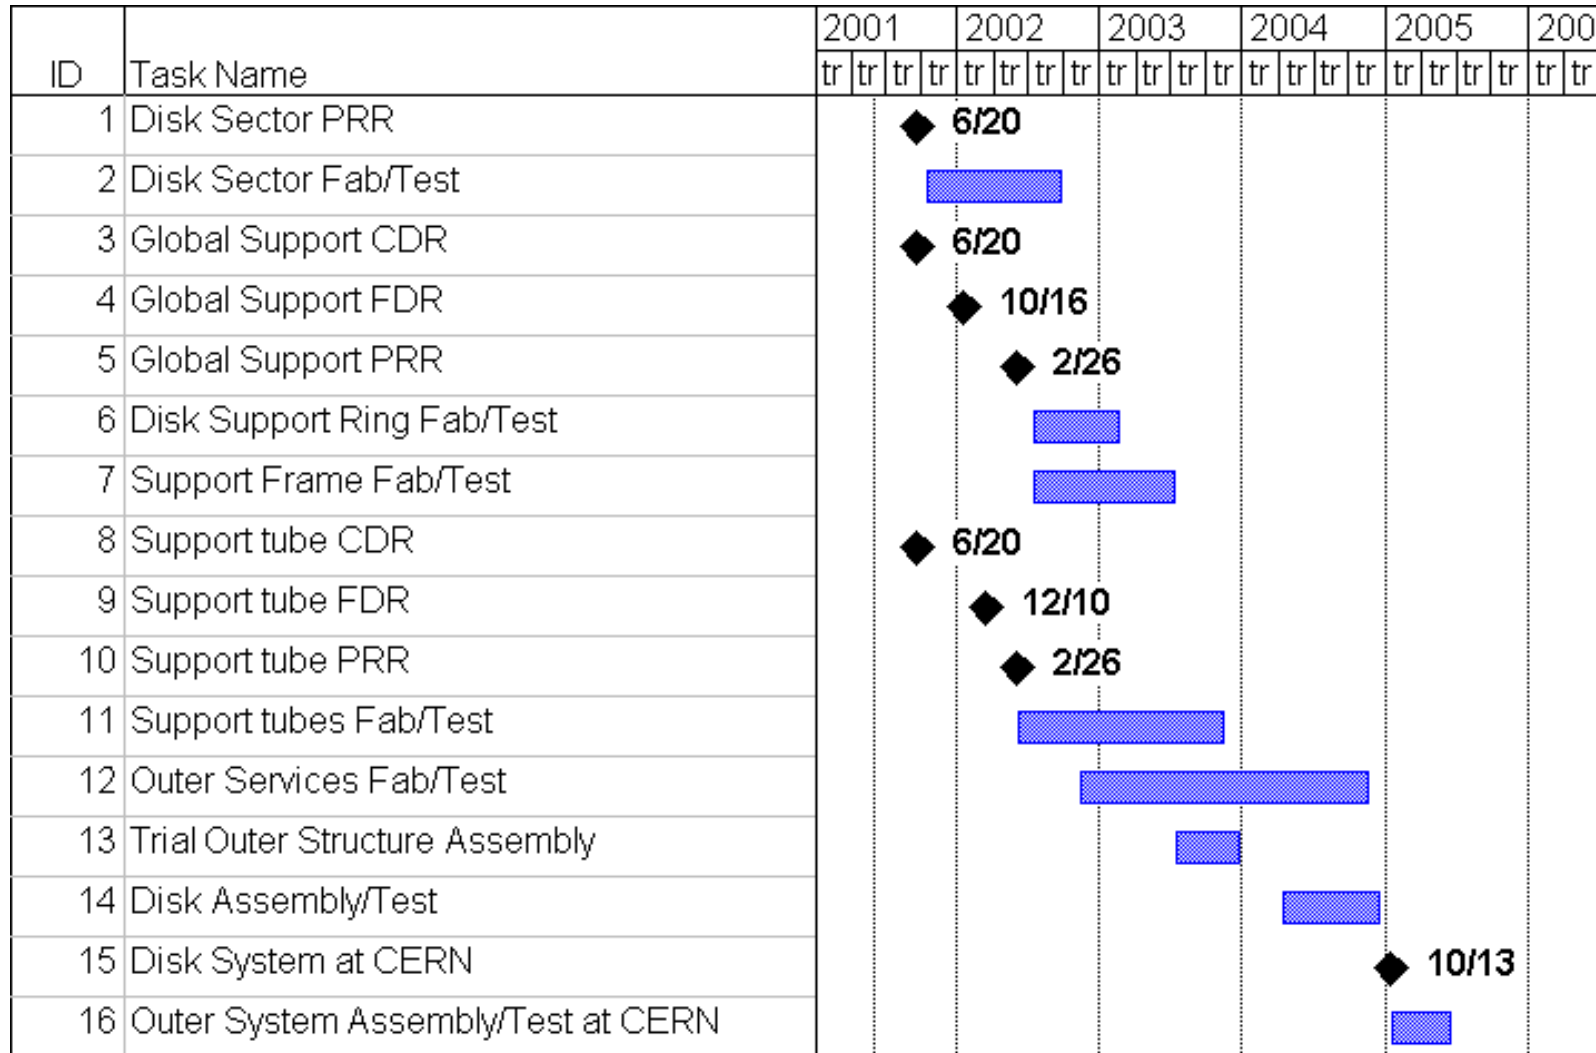 2001 2002 2003 2004 2005 200
ID Task Name tr tr tr tr tr tr tr tr tr tr tr tr tr tr tr tr tr tr tr tr tr tr
1 Disk Sector PRR 6/20
2 Disk Sector Fab/Test
3 Global Support CDR 6/20
4 Global Support FDR 10/16
5 Global Support PRR 2/26
6 Disk Support Ring Fab/Test
7 Support Frame Fab/Test
8 Support tube CDR 6/20
9 Support tube FDR 12/10
10 Support tube PRR 2/26
11 Support tubes Fab/Test
12 Outer Services Fab/Test
13 Trial Outer Structure Assembly
14 Disk Assembly/Test
15 Disk System at CERN 10/13
16 Outer System Assembly/Test at CERN